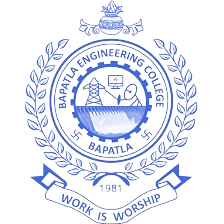 BAPATLA ENGINEERING COLLEGE
BAPATLA
1981
WORK IS WORSHIP